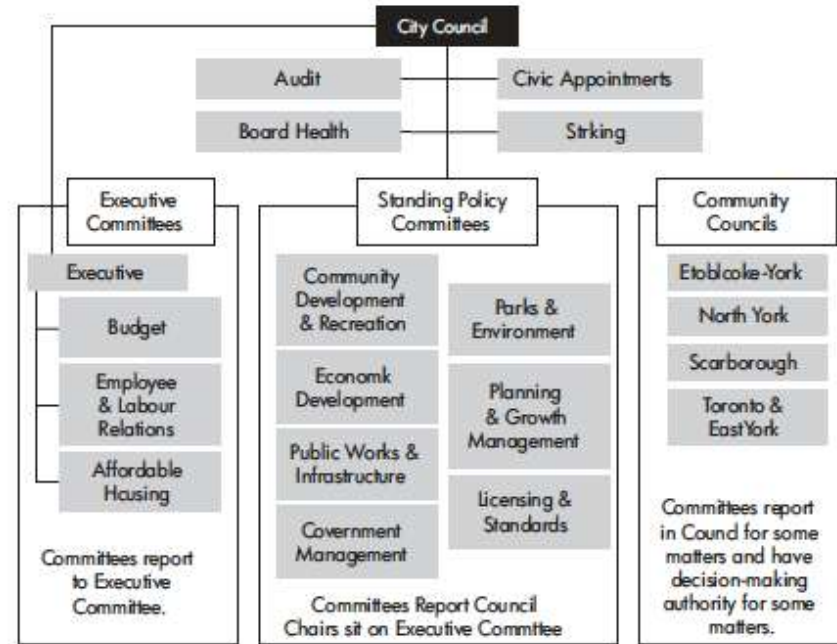 City Council
Audit
Civic Appointmerts
Board Health
Strking
Executive
Committees
Executive
Budget
Employee
& Labour
Relations
Affordable
Hcusing
Committees report
to Executive
Committee.
Standing Policy
Committees
Community
Development
& Recreation
Economk
Development
Public Works &
Infrastructure
Covernment
Management
Parks &
Environment
Planning
& Growth
Management
Licensing &
Standards
Committees Report Council
Chairs sit on Executive Commttee
Community
Councils
Etoblcoke-York
North York
Scarborough
Toronto &
EastYork
Committees report
in Cound for some
matters and have
decision-making
authority for some
matters.